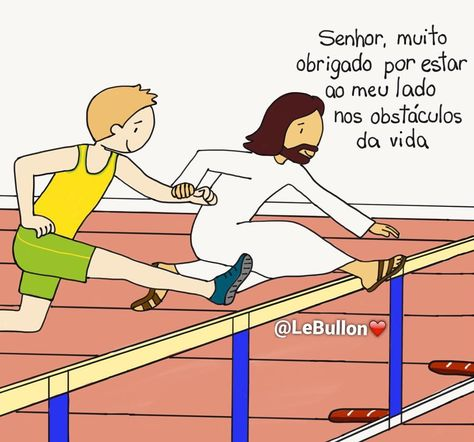 Senhor, muito
obrigado por estar
ao meu lado
nos obstáculos
da vida
@LeBullon❤️